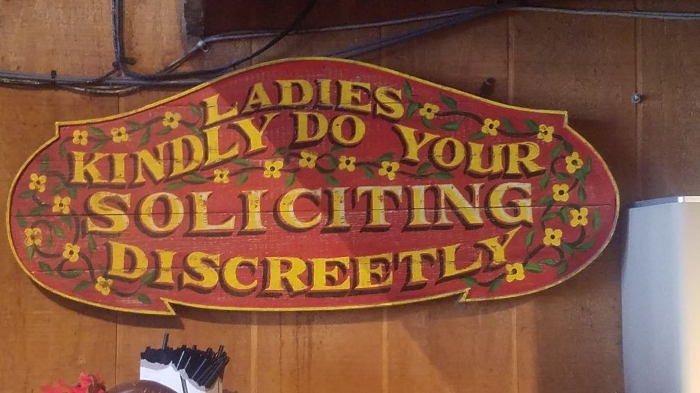 LADIES
KINDLY DO YOUR
SOLICITING
DISCREETLY